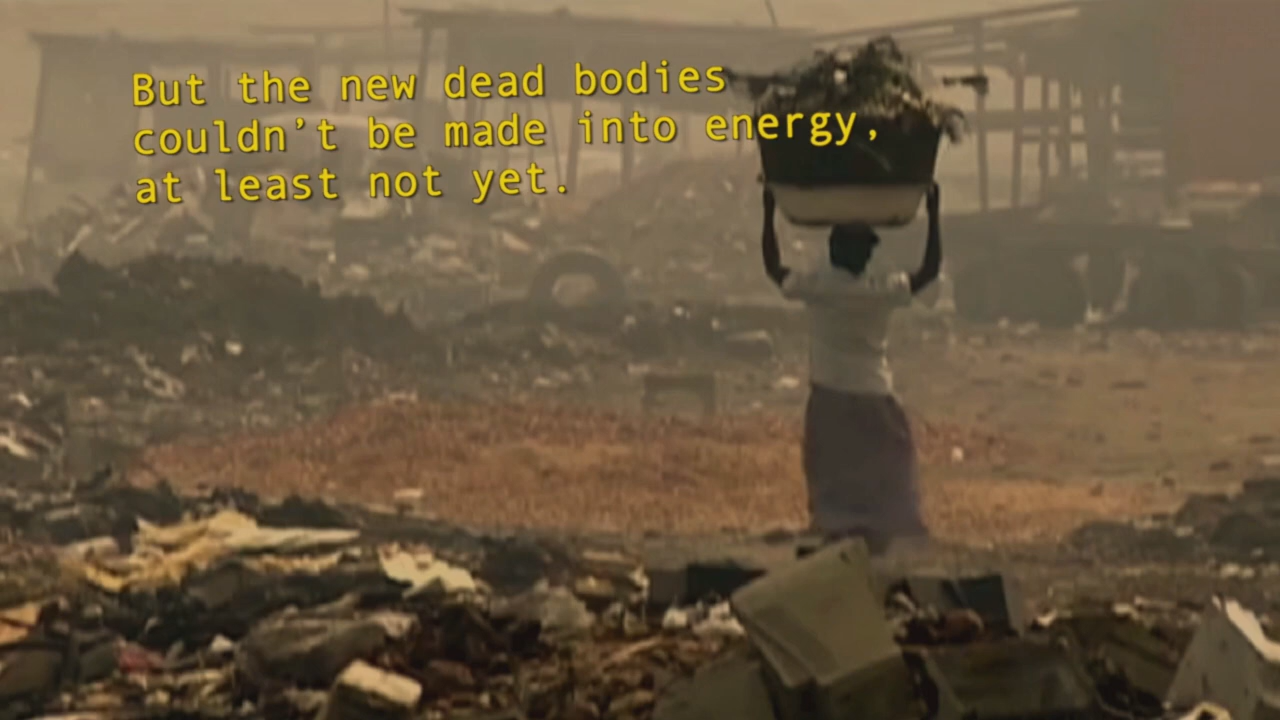 But the new dead bodies
couldn't be made into energy,
at least not yet.